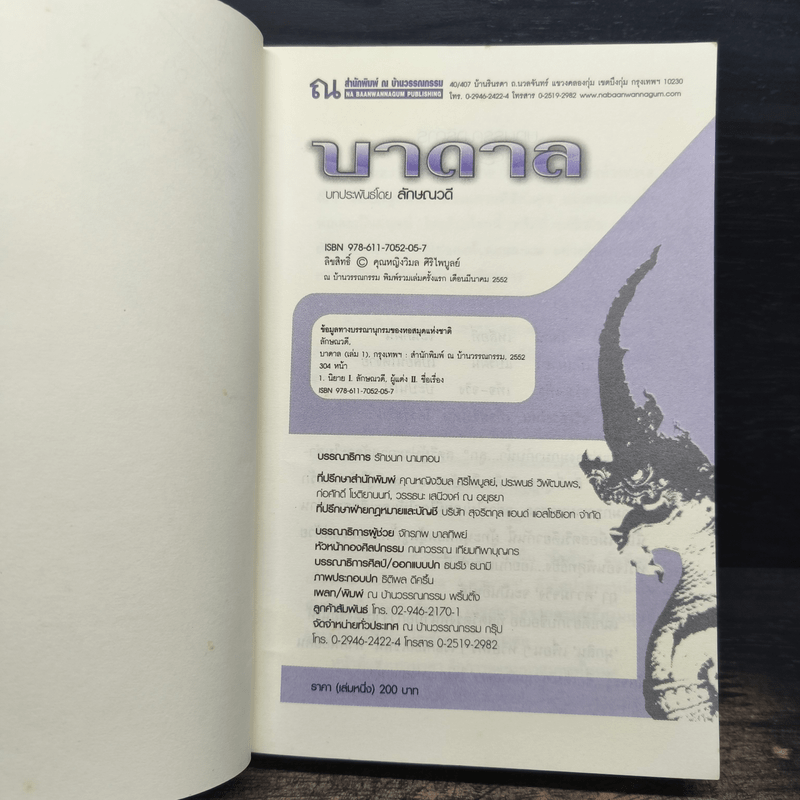 ณ สำนักพิมพ์ ณ บ้านวรรณกรรม
NA BAANWANNAGUM PUBLISHING
40/407 บ้านรินรดา ถ.นวลจันทร์ แขวงคลองกุ่ม เขตบึงกุ่ม กรุงเทพฯ 10230
โทร. 0-2946-2422-4 โทรสาร 0-2519-2982 www.nabaanwannagum.com
บาดาล
บทประพันธ์โดย ลักษณวดี
ISBN 978-611-7052-05-7
ลิขสิทธิ์ © คุณหญิงวิมล ศิริไพบูลย์
ณ บ้านวรรณกรรม พิมพ์รวมเล่มครั้งแรก เดือนมีนาคม 2552
ข้อมูลทางบรรณานุกรมของหอสมุดแห่งชาติ
ลักษณวดี,
บาดาล (เล่ม 1). กรุงเทพฯ : สำนักพิมพ์ ณ บ้านวรรณกรรม, 2552
304 หน้า
1. นิยาย I. ลักษณวดี, ผู้แต่ง II. ชื่อเรื่อง
ISBN 978-611-7052-05-7
บรรณาธิการ รักชนก นามทอน
ที่ปรึกษาสำนักพิมพ์ คุณหญิงวิมล ศิริไพบูลย์, ประพนธ์ วิพัฒนพร,
ก่อศักดิ์ โชติยานนท์, วรรธนะ เสนีวงศ์ ณ อยุธยา
ที่ปรึกษาฝ่ายกฎหมายและบัญชี บริษัท สุจริตกุล แอนด์ แอสโซซิเอท จำกัด
บรรณาธิการผู้ช่วย จักรภพ บาลทิพย์
หัวหน้ากองศิลปกรรม กนกวรรณ เทียมทิพาบุณกร
บรรณาธิการศิลป์/ออกแบบปก ธนรัช ธนามี
ภาพประกอบปก ธิติพล ดีครึ้น
เพลท/พิมพ์ ณ บ้านวรรณกรรม พริ้นติ้ง
ลูกค้าสัมพันธ์ โทร. 02-946-2170-1
จัดจำหน่ายทั่วประเทศ ณ บ้านวรรณกรรม กรุ๊ป
โทร. 0-2946-2422-4 โทรสาร 0-2519-2982
ราคา (เล่มหนึ่ง) 200 บาท